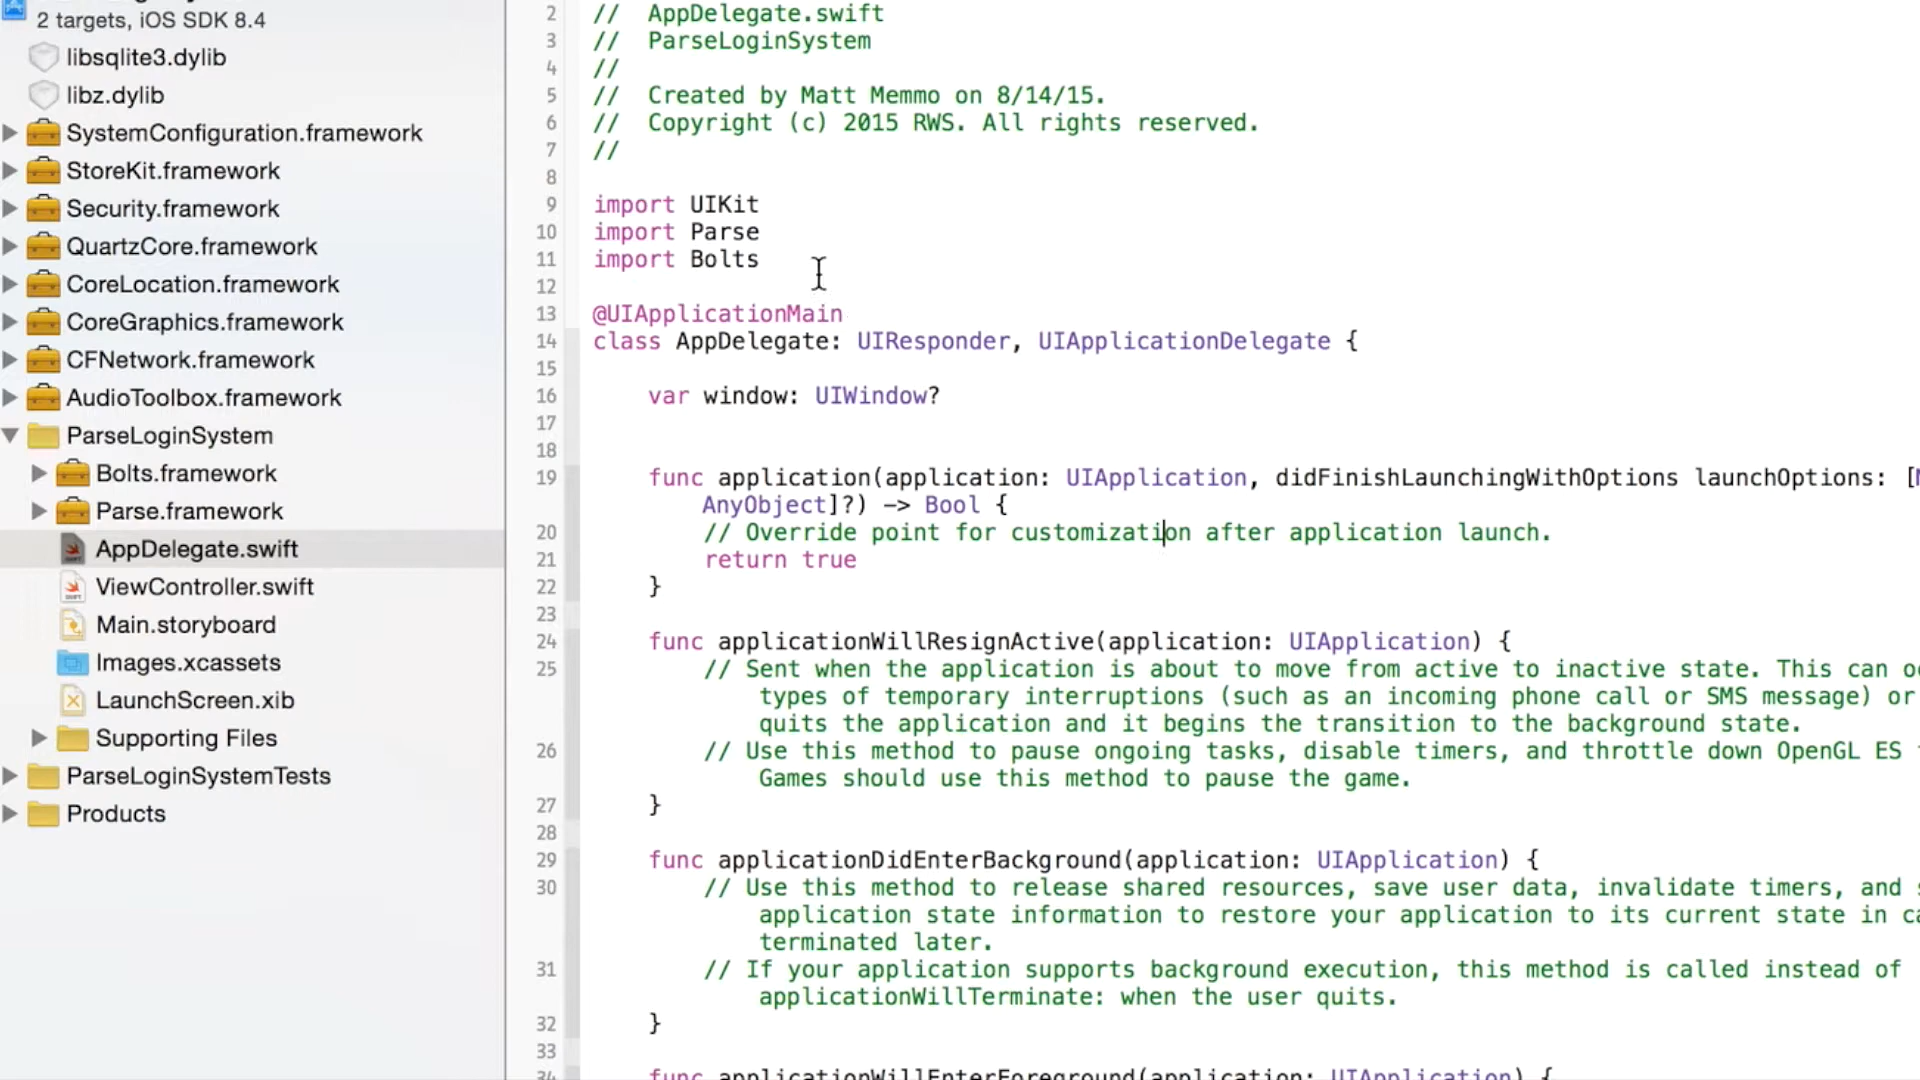 2 targets, iOS SDK 8.4
libsqlite3.dylib
libz.dylib
SystemConfiguration.framework
StoreKit.framework
Security.framework
QuartzCore.framework
CoreLocation.framework
CoreGraphics.framework
CFNetwork.framework
AudioToolbox.framework
ParseLoginSystem
Bolts.framework
Parse.framework
AppDelegate.swift
ViewController.swift
Main.storyboard
Images.xcassets
LaunchScreen.xib
Supporting Files
ParseLoginSystemTests
Products
2 //  AppDelegate.swift
3 //  ParseLoginSystem
4 //
5 //  Created by Matt Memmo on 8/14/15.
6 //  Copyright (c) 2015 RWS. All rights reserved.
7 //
8
9 import UIKit
10 import Parse
11 import Bolts
12
13 @UIApplicationMain
14 class AppDelegate: UIResponder, UIApplicationDelegate {
15
16 var window: UIWindow?
17
18
19 func application(application: UIApplication, didFinishLaunchingWithOptions launchOptions: [
AnyObject]?) -> Bool {
20 // Override point for customization after application launch.
21 return true
22 }
23
24 func applicationWillResignActive(application: UIApplication) {
25 // Sent when the application is about to move from active to inactive state. This can
types of temporary interruptions (such as an incoming phone call or SMS message) or
quits the application and it begins the transition to the background state.
26 // Use this method to pause ongoing tasks, disable timers, and throttle down OpenGL ES
Games should use this method to pause the game.
27 }
28
29 func applicationDidEnterBackground(application: UIApplication) {
30 // Use this method to release shared resources, save user data, invalidate timers, and
application state information to restore your application to its current state in
terminated later.
31 // If your application supports background execution, this method is called instead of
applicationWillTerminate: when the user quits.
32 }
33
34 func applicationWillEnterForeground(application: UIApplication) {